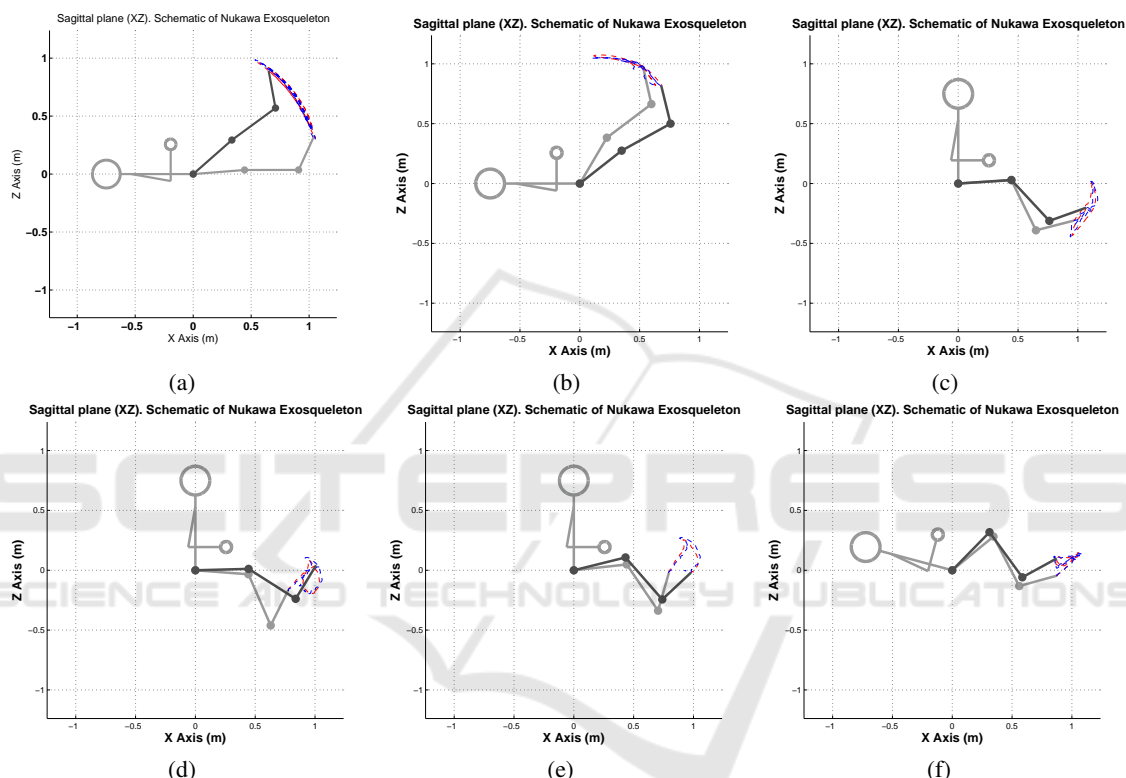 Sagittal plane (XZ). Schematic of Nukawa Exosqueleton
Z Axis (m)
1
0.5
0
−0.5
−1
−1 −0.5 0 0.5 1
X Axis (m)
(a)
Sagittal plane (XZ). Schematic of Nukawa Exosqueleton
Z Axis (m)
1
0.5
0
−0.5
−1
−1 −0.5 0 0.5 1
X Axis (m)
(b)
Sagittal plane (XZ). Schematic of Nukawa Exosqueleton
Z Axis (m)
1
0.5
0
−0.5
−1
−1 −0.5 0 0.5 1
X Axis (m)
(c)
Sagittal plane (XZ). Schematic of Nukawa Exosqueleton
Z Axis (m)
1
0.5
0
−0.5
−1
−1 −0.5 0 0.5 1
X Axis (m)
(d)
Sagittal plane (XZ). Schematic of Nukawa Exosqueleton
Z Axis (m)
1
0.5
0
−0.5
−1
−1 −0.5 0 0.5 1
X Axis (m)
(e)
Sagittal plane (XZ). Schematic of Nukawa Exosqueleton
Z Axis (m)
1
0.5
0
−0.5
−1
−1 −0.5 0 0.5 1
X Axis (m)
(f)
SCITEPRESS
SCIENCE AND TECHNOLOGY PUBLICATIONS